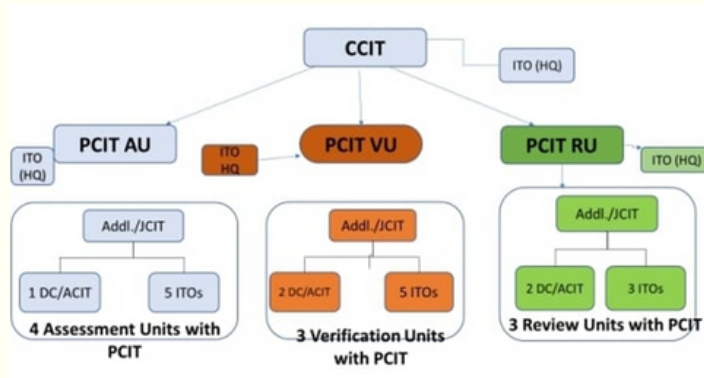 CCIT
ITO (HQ)
PCIT AU
ITO
(HQ)
ITO
HQ
PCIT VU
PCIT RU
ITO (HQ)
Addl./JCIT
1 DC/ACIT
5 ITOs
4 Assessment Units with
PCIT
Addl./JCIT
2 DC/ACIT
5 ITOs
3 Verification Units
with PCIT
Addl./JCIT
2 DC/ACIT
3 ITOs
3 Review Units with PCIT